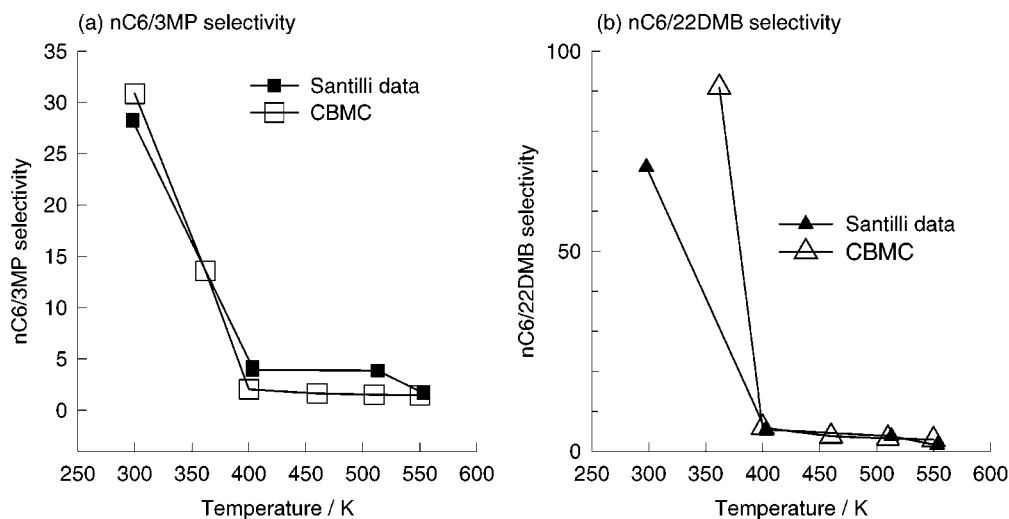 (a) nC6/3MP selectivity
35
30
25
20
15
10
5
0
nC6/3MP selectivity
Santilli data
CBMC
250 300 350 400 450 500 550 600
Temperature / K
(b) nC6/22DMB selectivity
100
50
0
nC6/22DMB selectivity
Santilli data
CBMC
250 300 350 400 450 500 550 600
Temperature / K